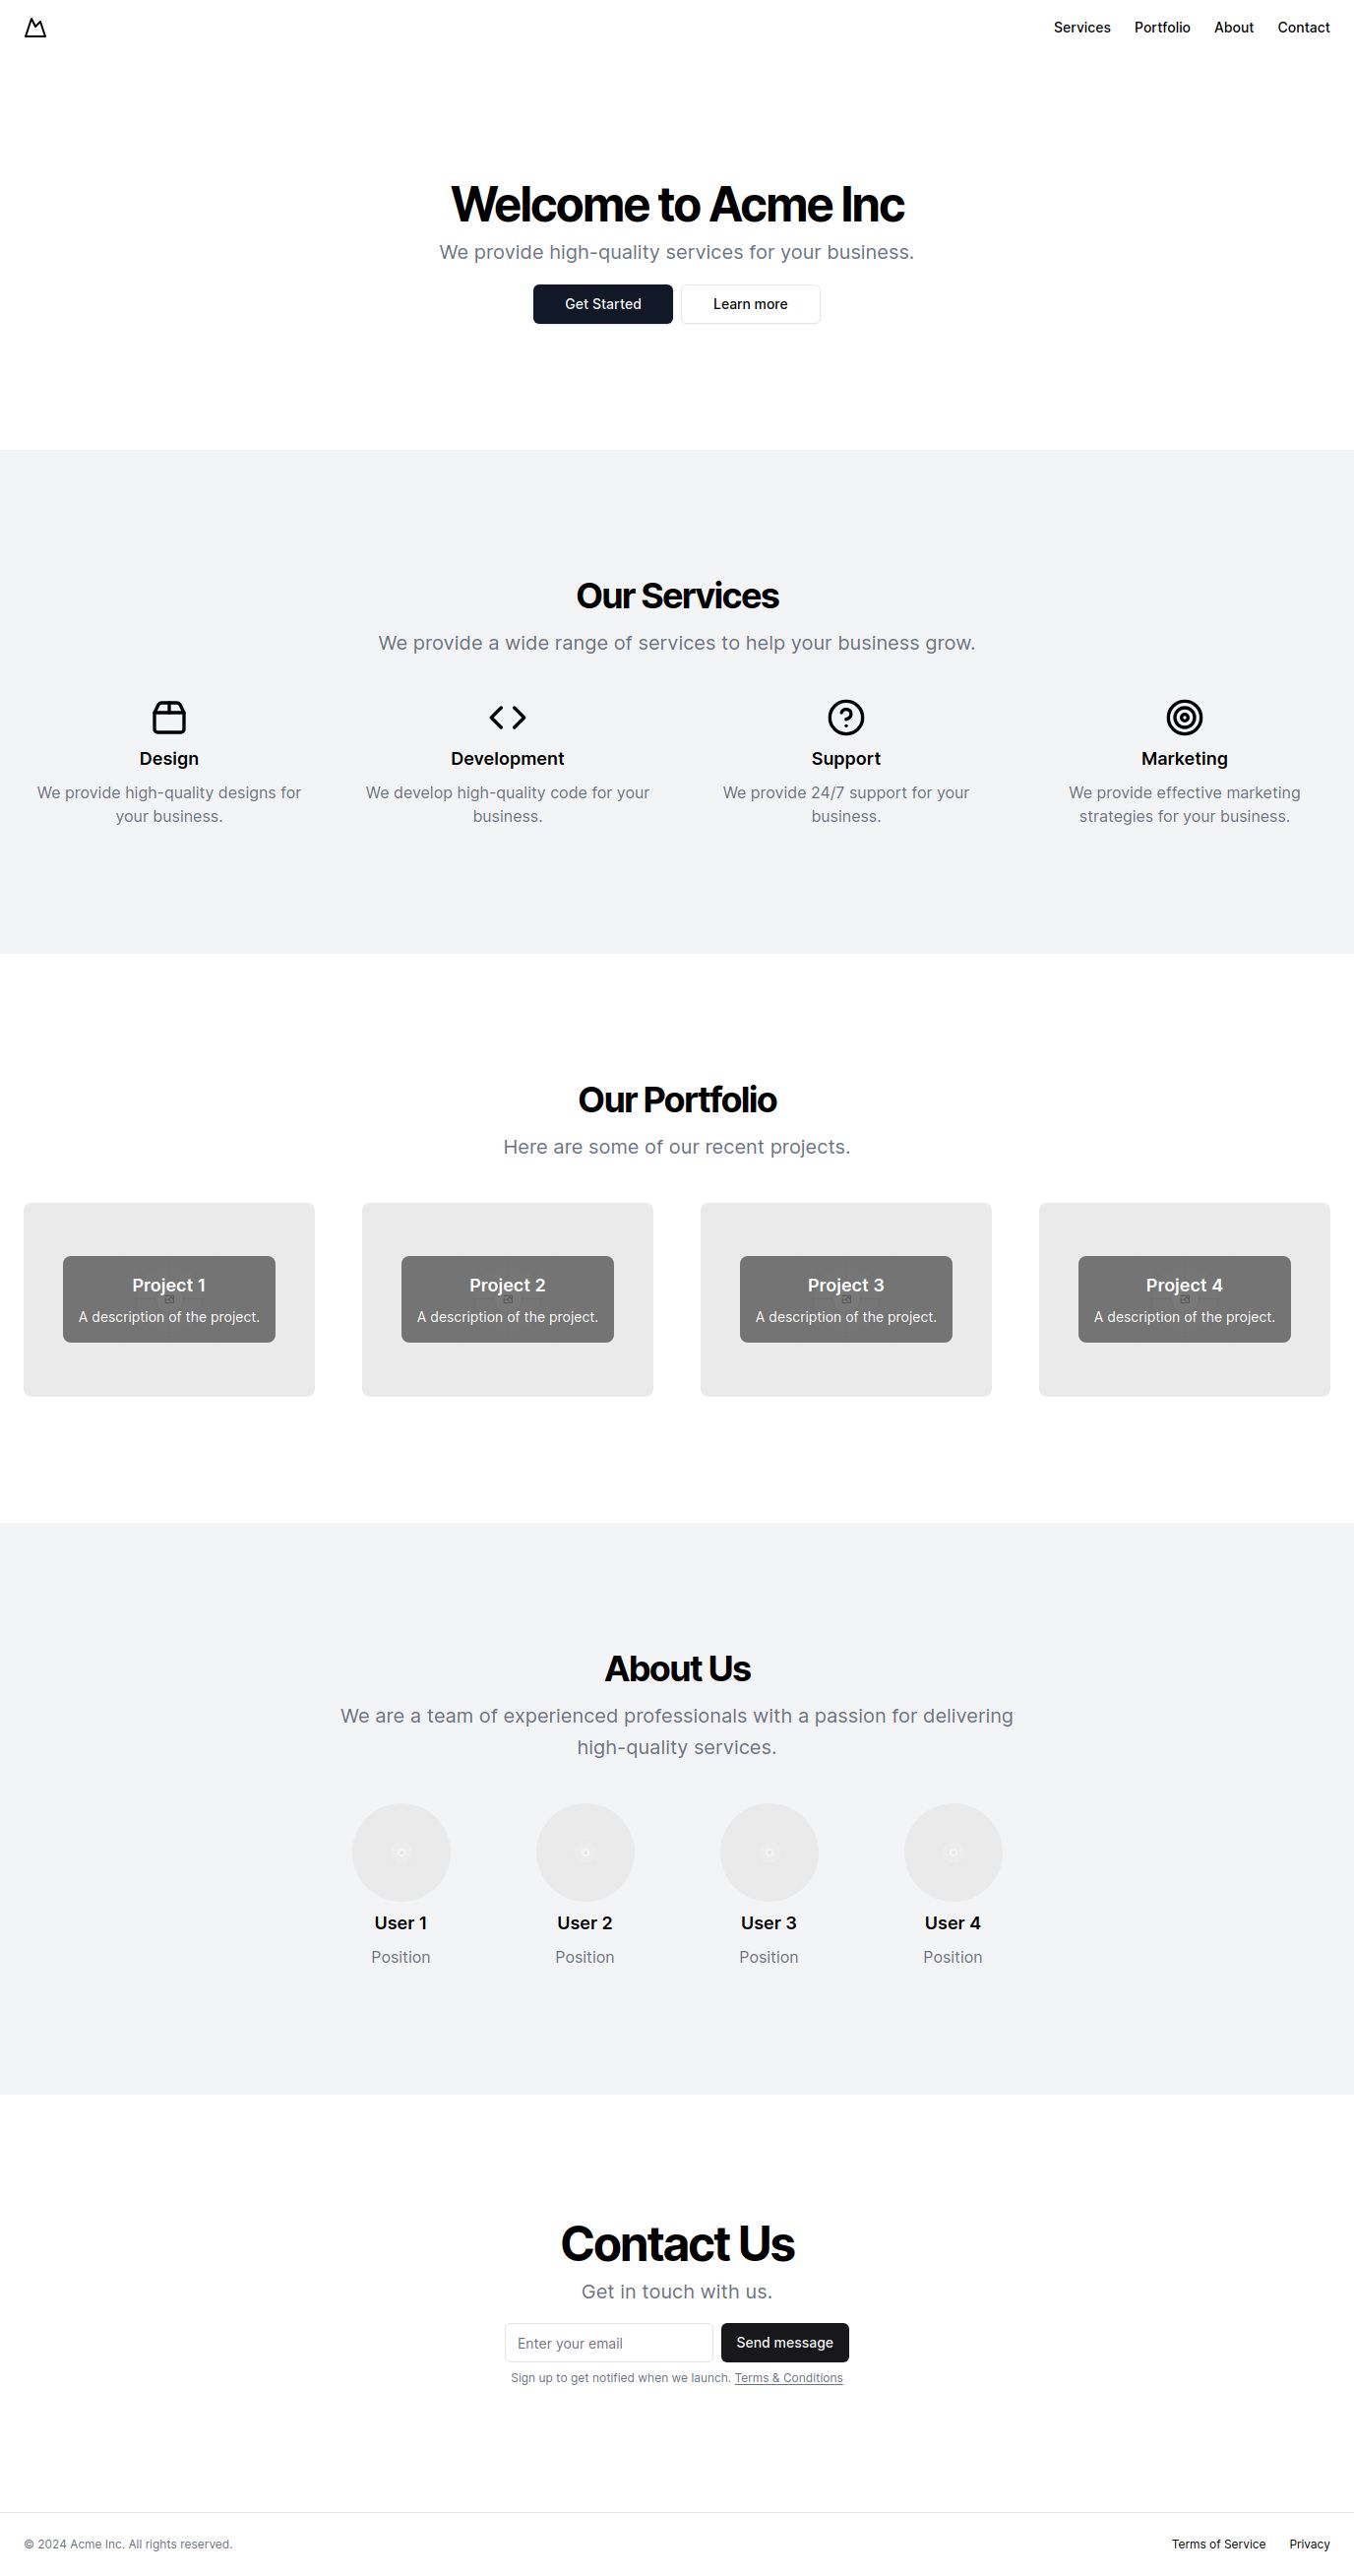 Services Portfolio About Contact
Welcome to Acme Inc
We provide high-quality services for your business.
Get Started Learn more
Our Services
We provide a wide range of services to help your business grow.
Design
We provide high-quality designs for
your business.
Development
We develop high-quality code for your
business.
Support
We provide 24/7 support for your
business.
Marketing
We provide effective marketing
strategies for your business.
Our Portfolio
Here are some of our recent projects.
Project 1
A description of the project.
Project 2
A description of the project.
Project 3
A description of the project.
Project 4
A description of the project.
About Us
We are a team of experienced professionals with a passion for delivering
high-quality services.
User 1
Position
User 2
Position
User 3
Position
User 4
Position
Contact Us
Get in touch with us.
Enter your email Send message
Sign up to get notified when we launch. Terms & Conditions
© 2024 Acme Inc. All rights reserved. Terms of Service Privacy